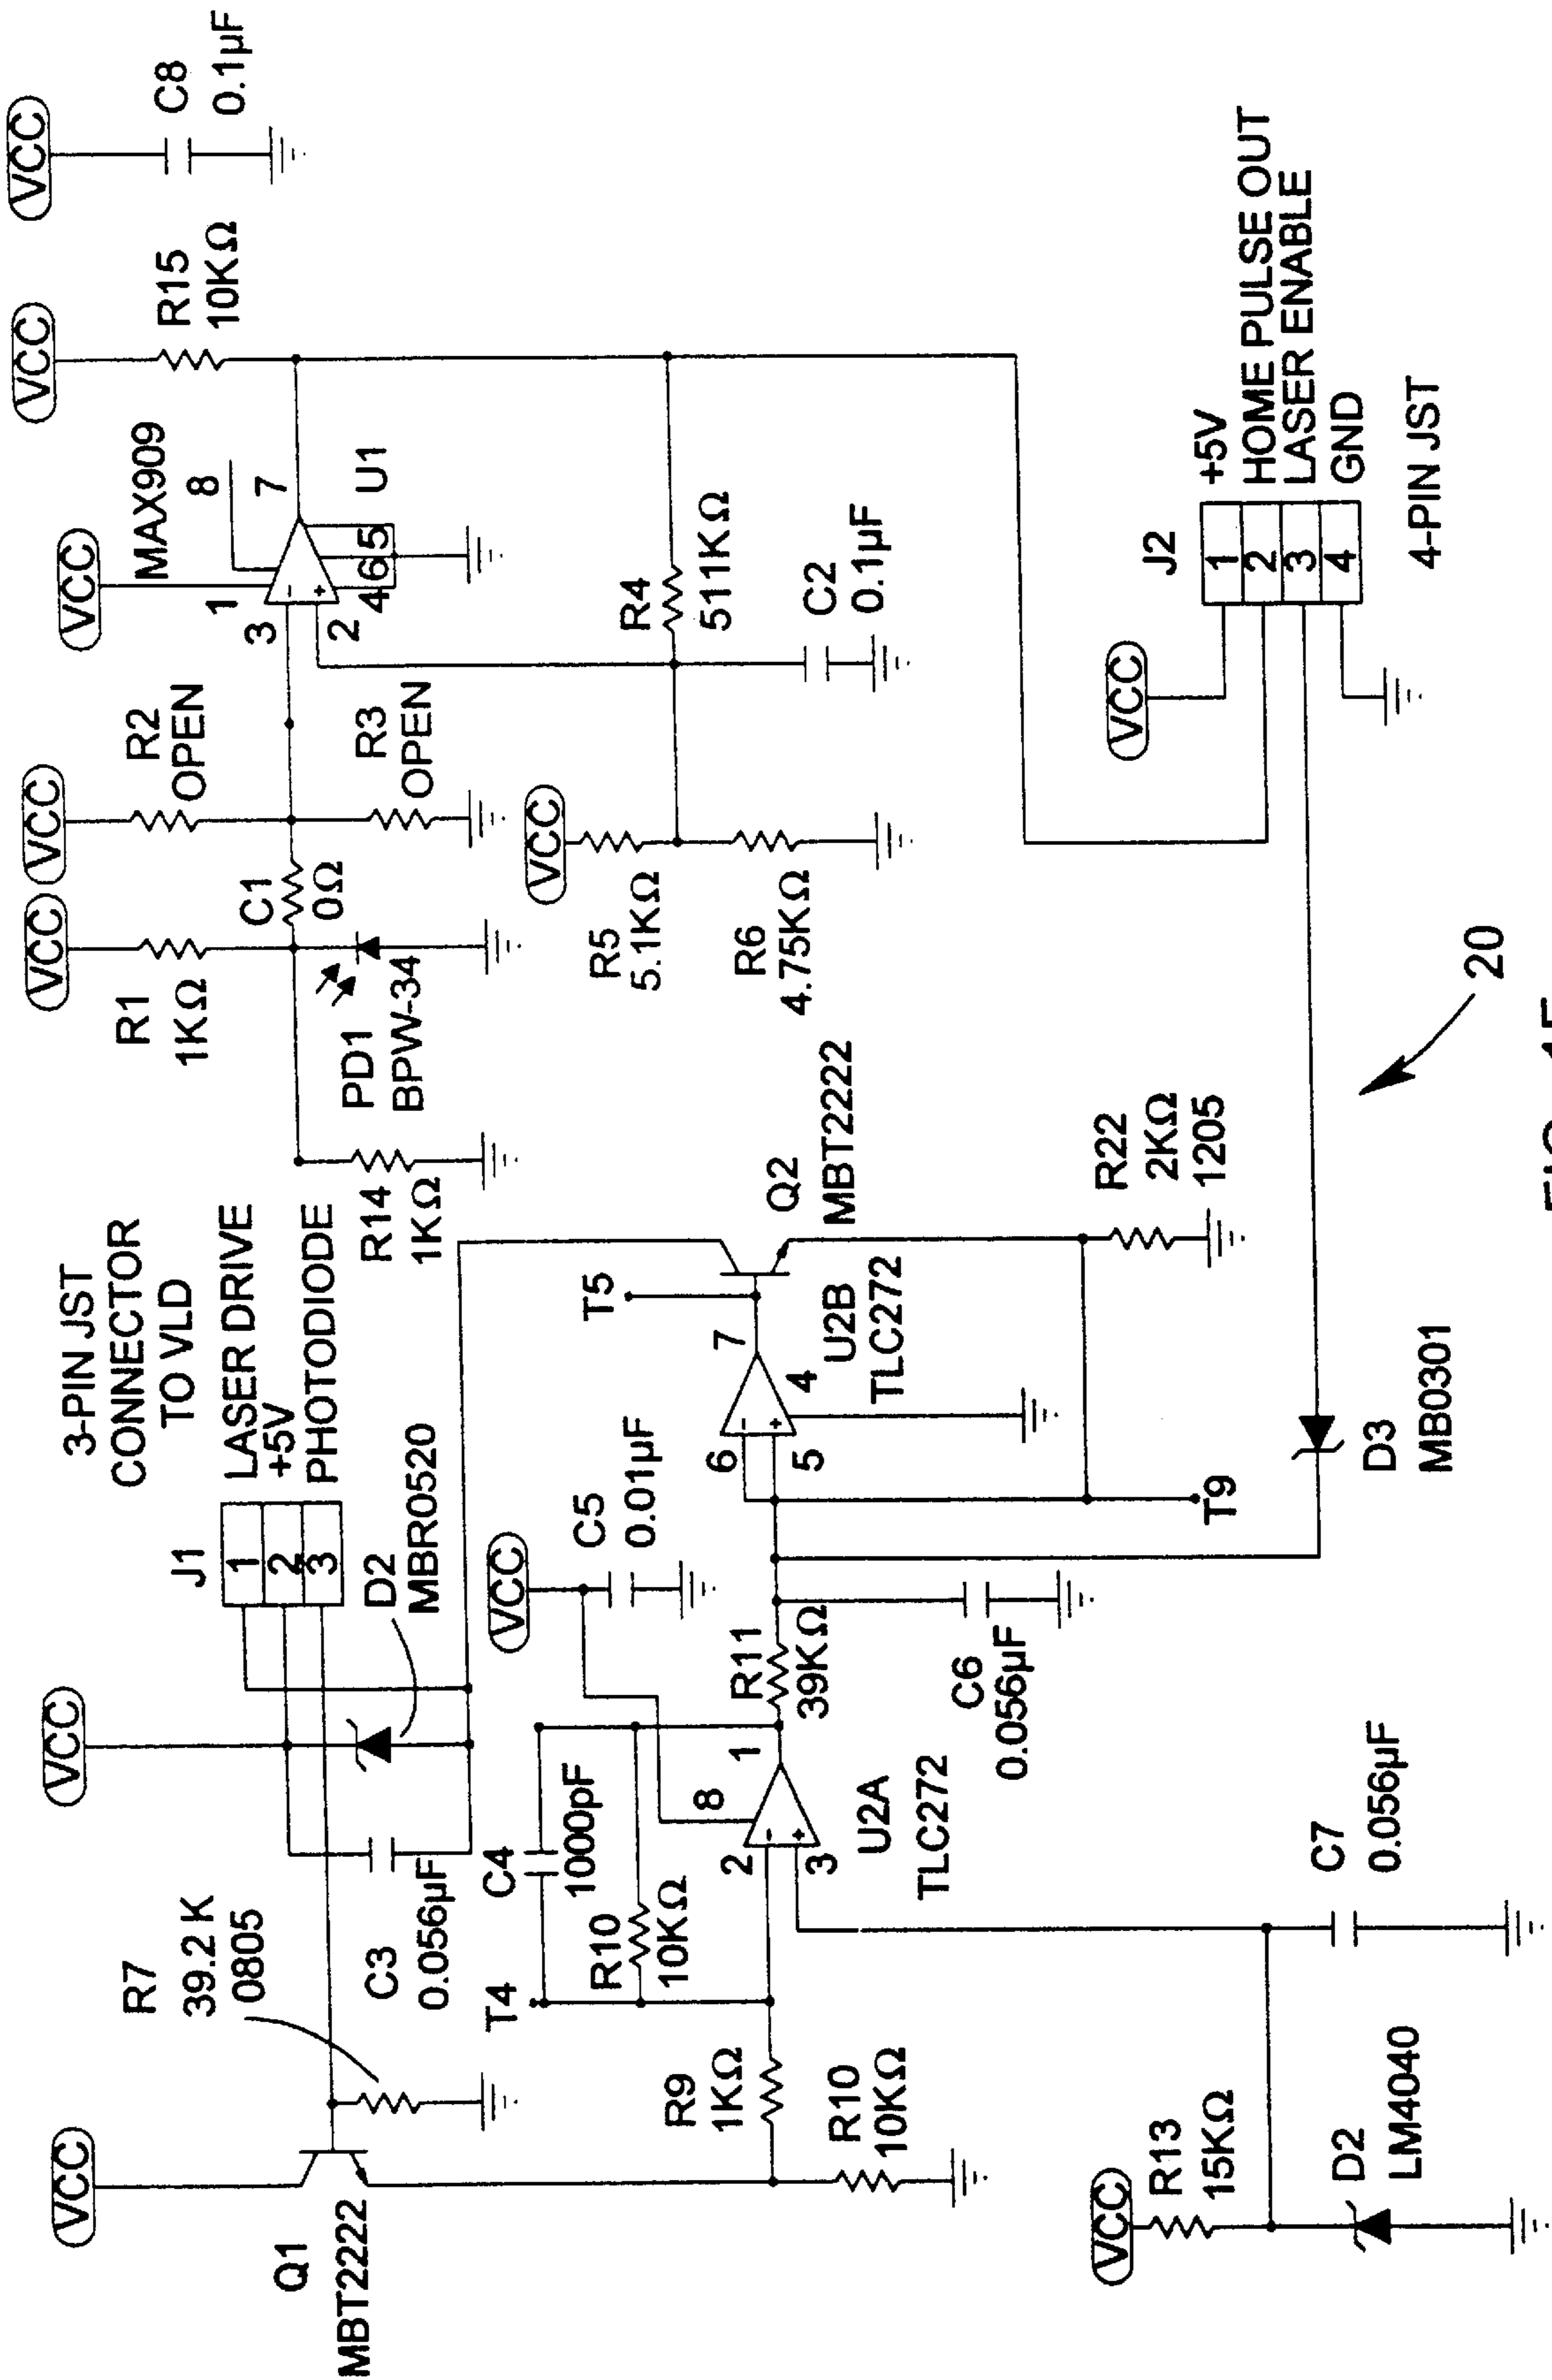 VCC
Q1
MBT2222
R7
39.2 K
0805
VCC
C3
0.056µF
D2
MBR0520
J1
1
2
3
3-PIN JST
CONNECTOR
TO VLD
LASER DRIVE
+5V
PHOTODIODE
VCC
R1
1KΩ
R14
1KΩ
PD1
BPW-34
C1
0Ω
VCC
R2
OPEN
R3
OPEN
VCC
MAX909
1
3
2
8
7
4
6
5
U1
VCC
R15
10KΩ
VCC
C8
0.1µF
VCC
R5
5.1KΩ
R6
4.75KΩ
R4
511KΩ
C2
0.1µF
T4
C4
1000pF
R10
10KΩ
R9
1KΩ
R10
10KΩ
2
3
8
1
U2A
TLC272
VCC
C5
0.01µF
R11
39KΩ
C6
0.056µF
6
5
7
4
U2B
TLC272
T5
Q2
MBT2222
T9
R22
2KΩ
1205
VCC
R13
15KΩ
D2
LM4040
C7
0.056µF
D3
MB0301
VCC
J2
1
2
3
4
+5V
HOME PULSE OUT
LASER ENABLE
GND
4-PIN JST
20